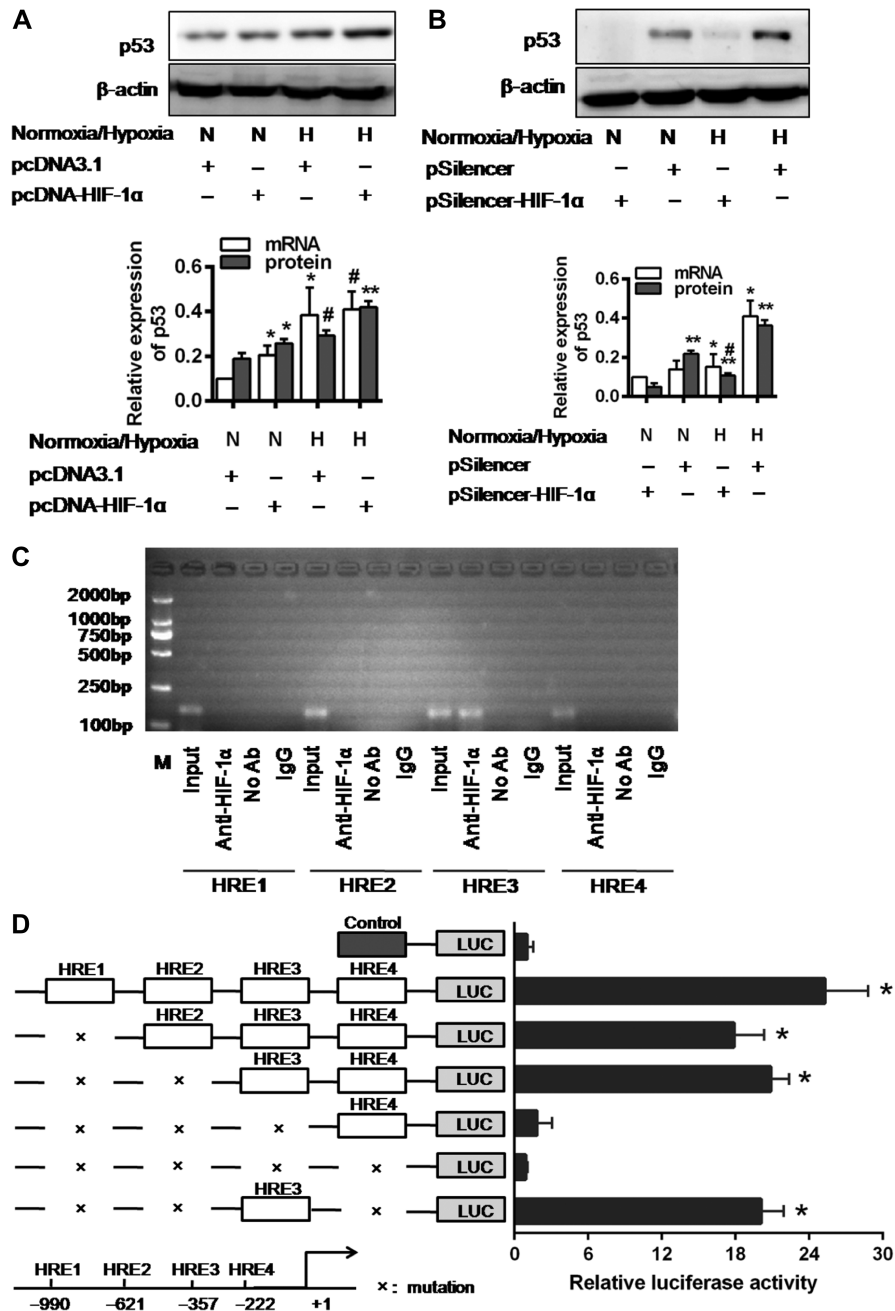 A
p53
β-actin
Normoxia/Hypoxia N N H H
pcDNA3.1 + – + –
pcDNA-HIF-1α – + – +
mRNA
protein
Relative expression of p53
0.6
0.4
0.2
0.0
* * * # # **
Normoxia/Hypoxia N N H H
pcDNA3.1 + – + –
pcDNA-HIF-1α – + – +
B
p53
β-actin
Normoxia/Hypoxia N N H H
pSilencer – + – +
pSilencer-HIF-1α + – + –
mRNA
protein
Relative expression of p53
0.6
0.4
0.2
0.0
** * # ** * **
Normoxia/Hypoxia N N H H
pSilencer – + – +
pSilencer-HIF-1α + – + –
C
2000bp
1000bp
750bp
500bp
250bp
100bp
M Input Anti-HIF-1α No Ab IgG Input Anti-HIF-1α No Ab IgG Input Anti-HIF-1α No Ab IgG Input Anti-HIF-1α No Ab IgG
HRE1 HRE2 HRE3 HRE4
D
Control
LUC
HRE1 HRE2 HRE3 HRE4
LUC *
× HRE2 HRE3 HRE4
LUC *
× × HRE3 HRE4
LUC *
× × × HRE4
LUC
× × × ×
LUC
× × HRE3 ×
LUC *
0 6 12 18 24 30
Relative luciferase activity
HRE1 HRE2 HRE3 HRE4
–990 –621 –357 –222 +1
×: mutation